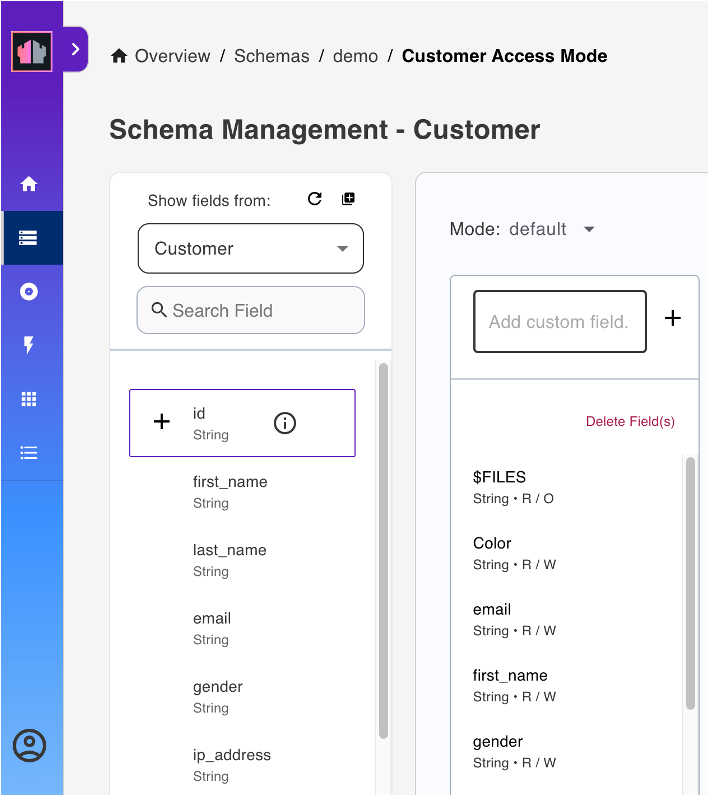 Overview / Schemas / demo / Customer Access Mode
Schema Management - Customer
Show fields from:
Customer
Search Field
id
String
first_name
String
last_name
String
email
String
gender
String
ip_address
String
Mode: default
Add custom field.
Delete Field(s)
$FILES
String • R / O
Color
String • R / W
email
String • R / W
first_name
String • R / W
gender
String • R / W